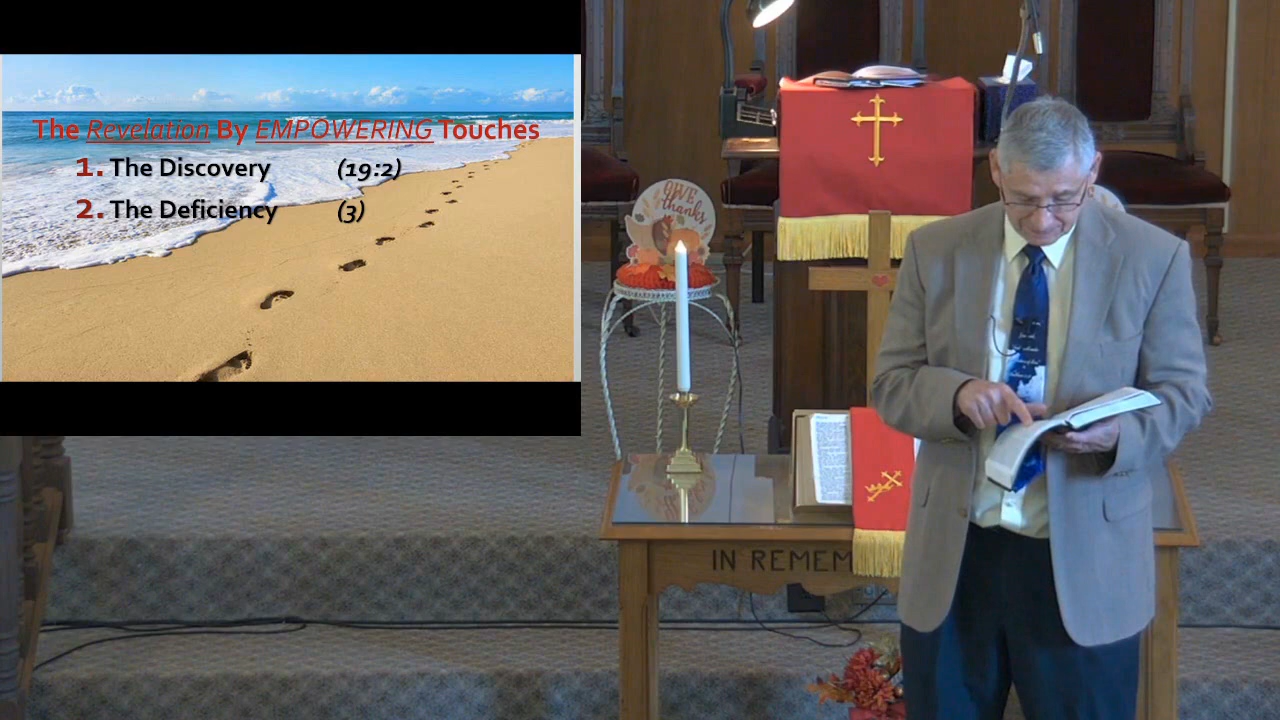 The Revelation By EMPOWERING Touches
1. The Discovery (19:2)
2. The Deficiency (3)
GIVE
thanks
IN REMEM